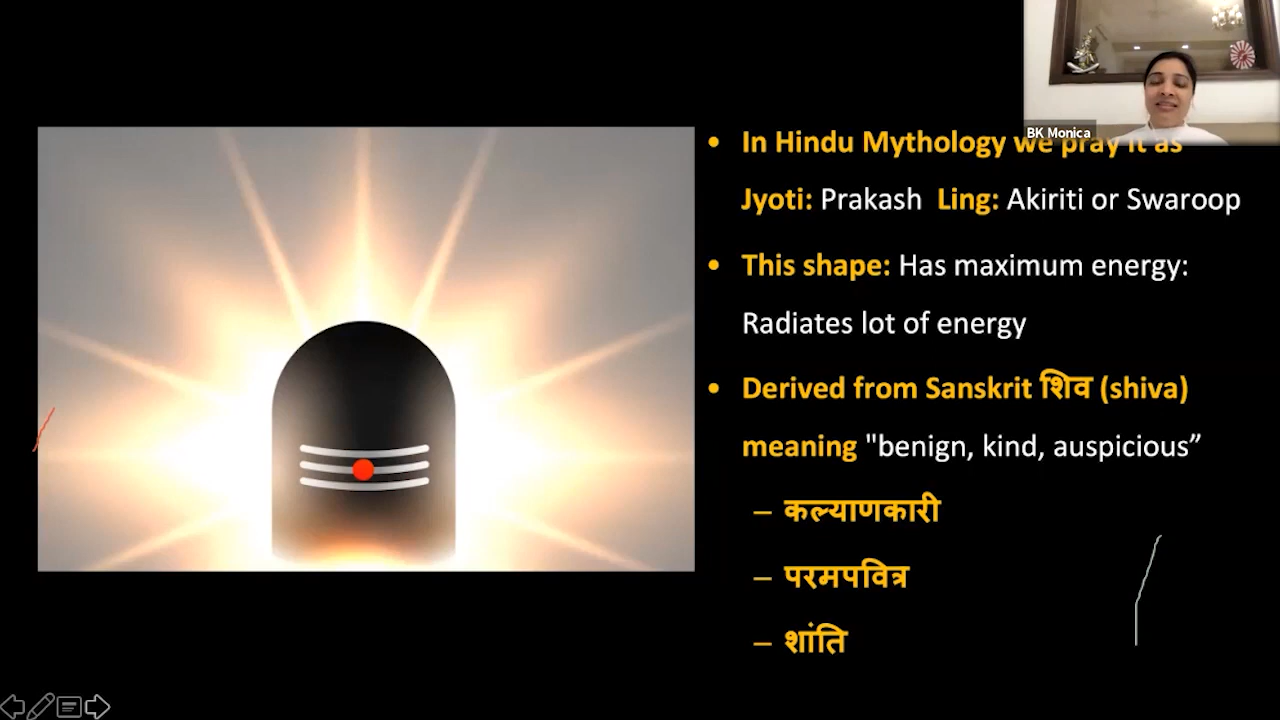 BK Monica
In Hindu Mythology we pray it as
Jyoti: Prakash Ling: Akiriti or Swaroop
This shape: Has maximum energy:
Radiates lot of energy
Derived from Sanskrit शिव (shiva)
meaning "benign, kind, auspicious”
– कल्याणकारी
– परमपवित्र
– शांति